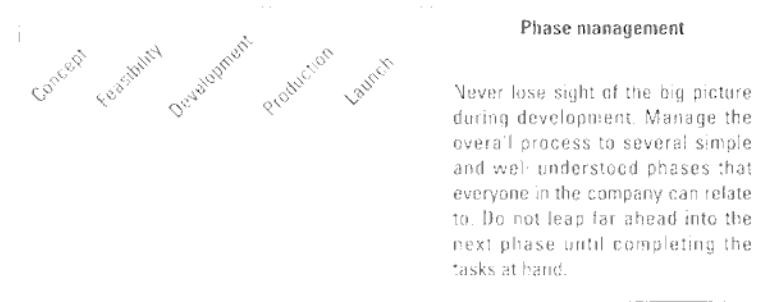 Phase management
Concept
Feasibility
Development
Production
Launch
Never lose sight of the big picture
during development. Manage the
overall process to several simple
and well understood phases that
everyone in the company can relate
to. Do not leap far ahead into the
next phase until completing the
tasks at hand.